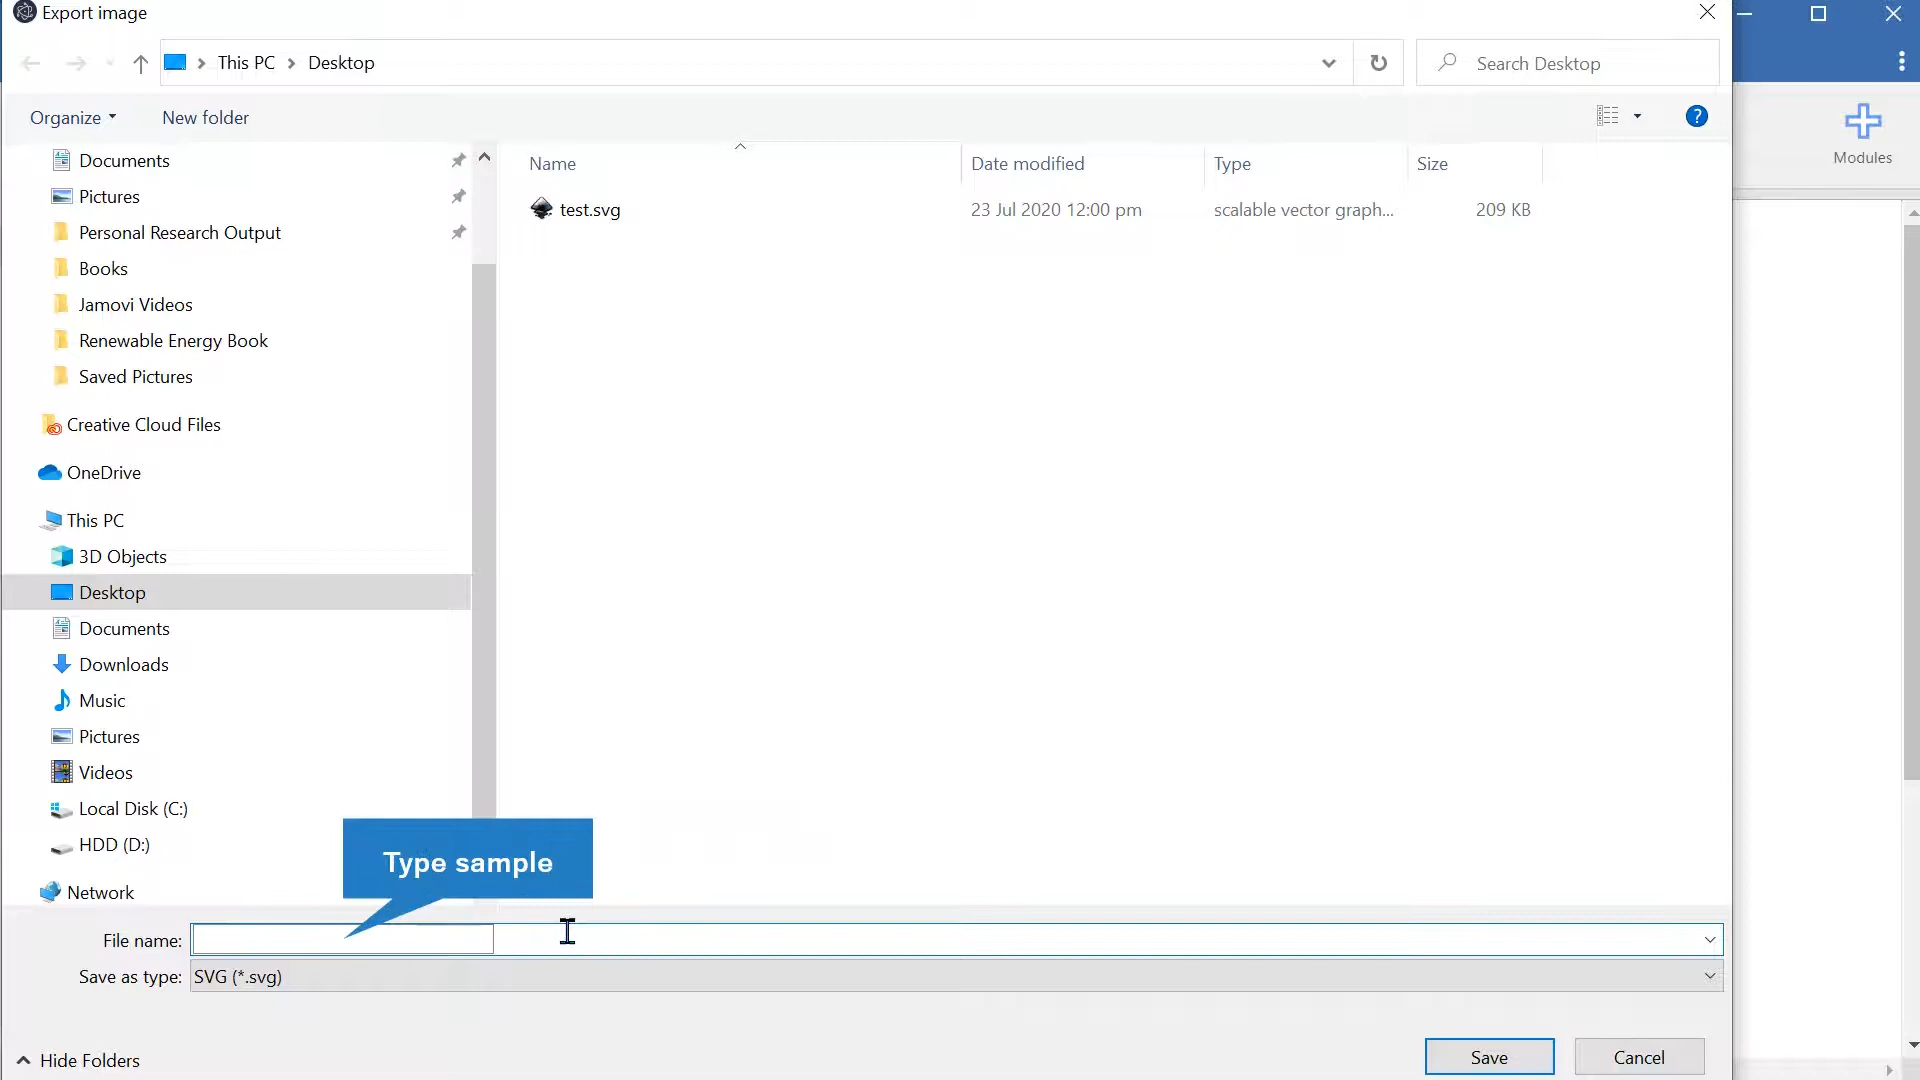 Export image
This PC
Desktop
Search Desktop
Organize
New folder
?
Modules
Documents
Pictures
Personal Research Output
Books
Jamovi Videos
Renewable Energy Book
Saved Pictures
Creative Cloud Files
OneDrive
This PC
3D Objects
Desktop
Documents
Downloads
Music
Pictures
Videos
Local Disk (C:)
HDD (D:)
Network
Name Date modified Type Size
test.svg 23 Jul 2020 12:00 pm scalable vector graph... 209 KB
Type sample
File name:
Save as type: SVG (*.svg)
Hide Folders
Save
Cancel